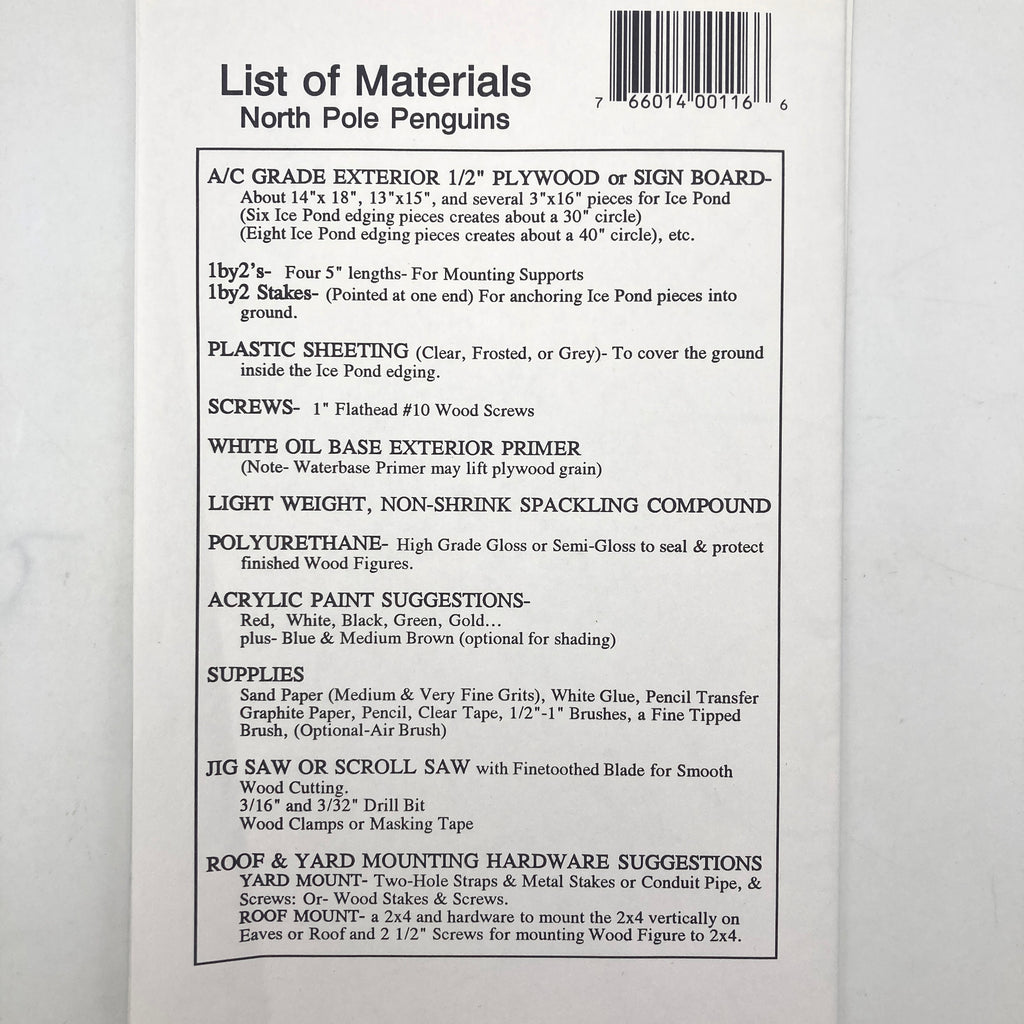 List of Materials
North Pole Penguins
7 66014 00116 6
A/C GRADE EXTERIOR 1/2" PLYWOOD or SIGN BOARD-
About 14"x 18", 13"x15", and several 3"x16" pieces for Ice Pond
(Six Ice Pond edging pieces creates about a 30" circle)
(Eight Ice Pond edging pieces creates about a 40" circle), etc.
1by2's- Four 5" lengths- For Mounting Supports
1by2 Stakes- (Pointed at one end) For anchoring Ice Pond pieces into
ground.
PLASTIC SHEETING (Clear, Frosted, or Grey)- To cover the ground
inside the Ice Pond edging.
SCREWS- 1" Flathead #10 Wood Screws
WHITE OIL BASE EXTERIOR PRIMER
(Note- Waterbase Primer may lift plywood grain)
LIGHT WEIGHT, NON-SHRINK SPACKLING COMPOUND
POLYURETHANE- High Grade Gloss or Semi-Gloss to seal & protect
finished Wood Figures.
ACRYLIC PAINT SUGGESTIONS-
Red, White, Black, Green, Gold...
plus- Blue & Medium Brown (optional for shading)
SUPPLIES
Sand Paper (Medium & Very Fine Grits), White Glue, Pencil Transfer
Graphite Paper, Pencil, Clear Tape, 1/2"-1" Brushes, a Fine Tipped
Brush, (Optional-Air Brush)
JIG SAW OR SCROLL SAW with Finetoothed Blade for Smooth
Wood Cutting.
3/16" and 3/32" Drill Bit
Wood Clamps or Masking Tape
ROOF & YARD MOUNTING HARDWARE SUGGESTIONS
YARD MOUNT- Two-Hole Straps & Metal Stakes or Conduit Pipe, &
Screws: Or- Wood Stakes & Screws.
ROOF MOUNT- a 2x4 and hardware to mount the 2x4 vertically on
Eaves or Roof and 2 1/2" Screws for mounting Wood Figure to 2x4.